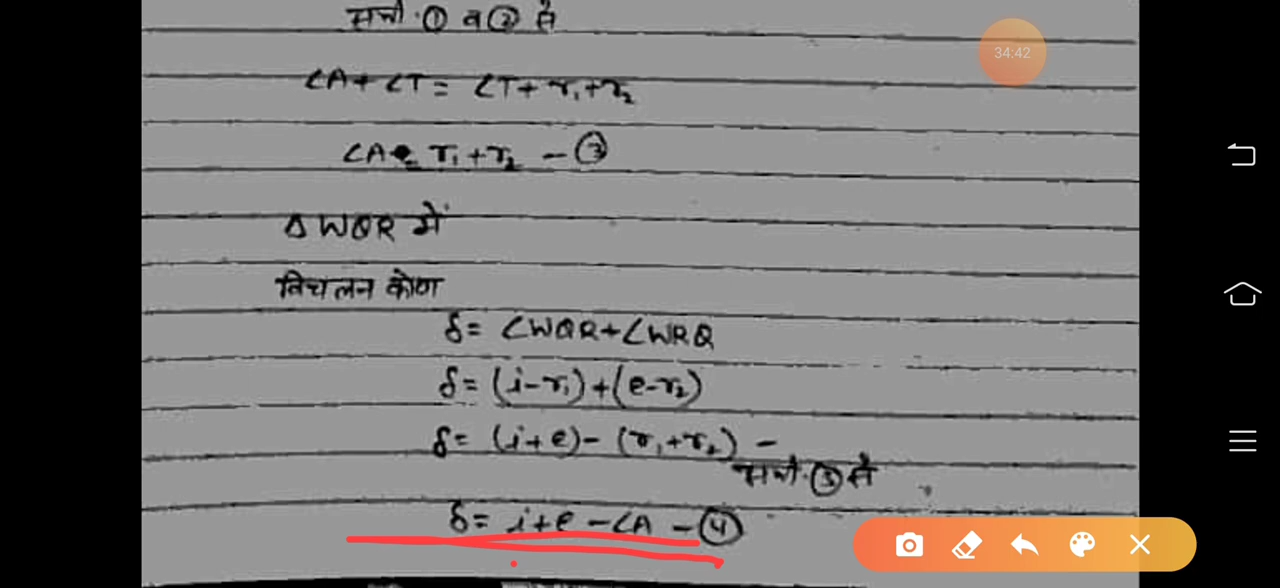 समी. ① व ② से
34:42
∠A + ∠T = ∠T + r₁ + r₂
∠A = r₁ + r₂ - ③
Δ WQR में
विचलन कोण
δ = ∠WQR + ∠WRQ
δ = (i - r₁) + (e - r₂)
δ = (i + e) - (r₁ + r₂) -
समी. ③ से
δ = i + e - ∠A - ④